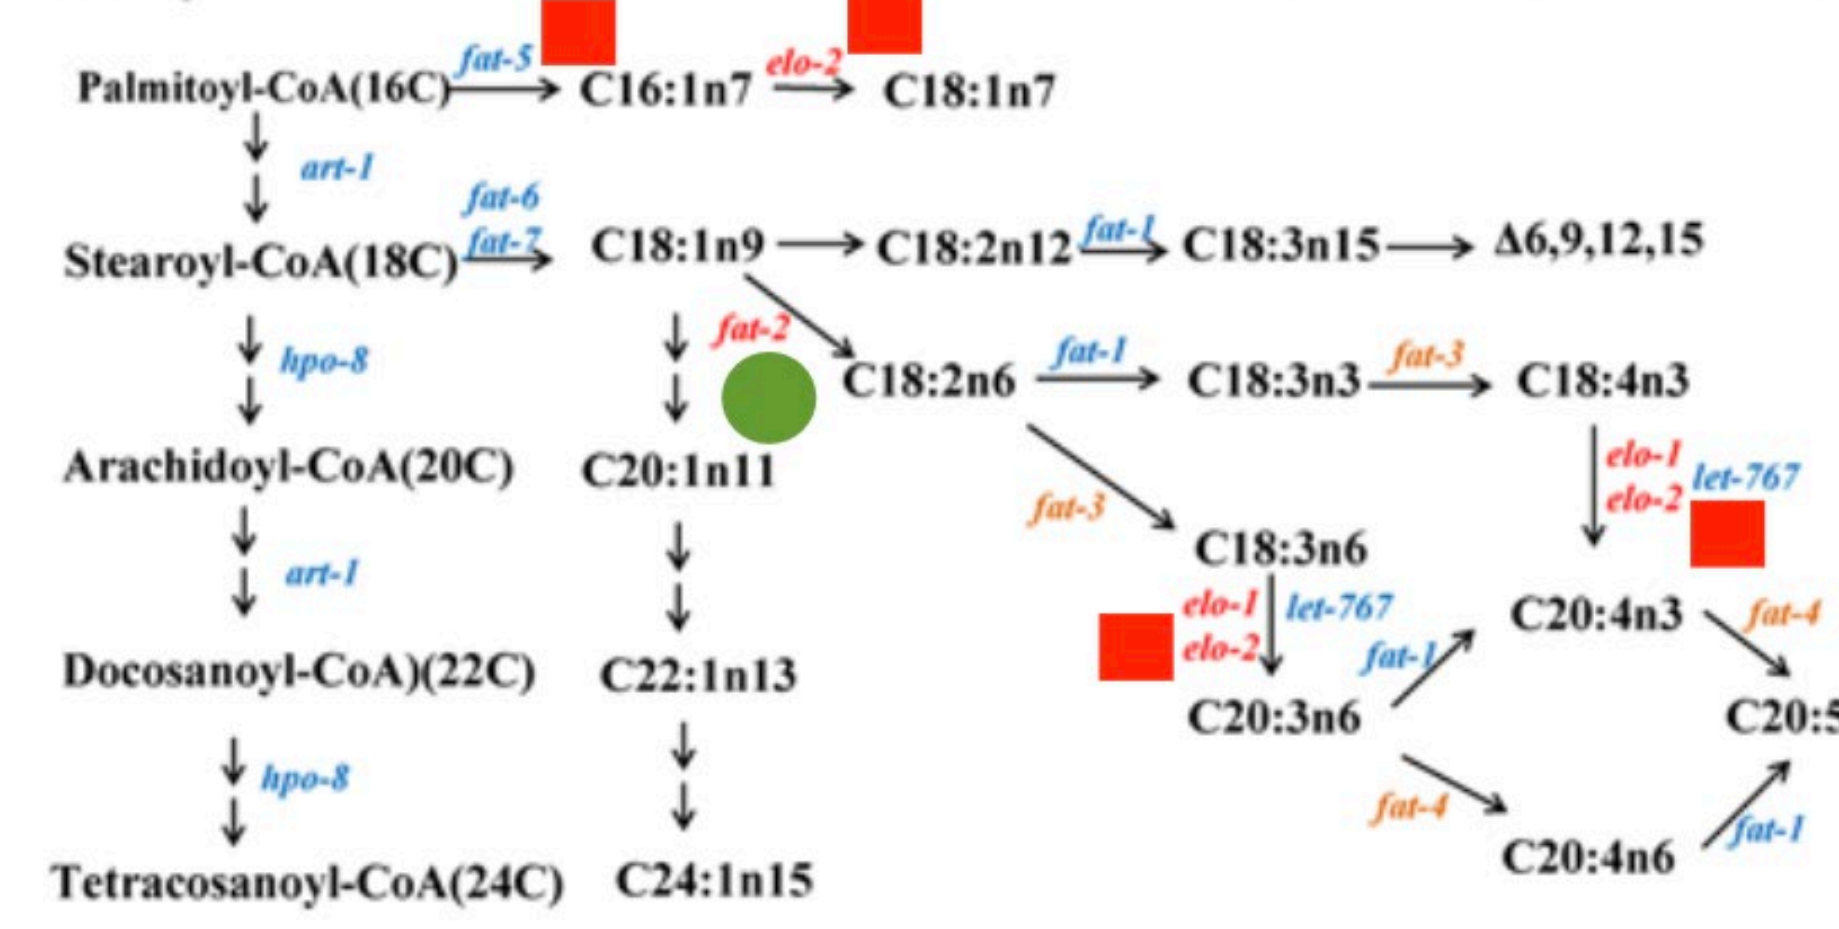 fat-5 elo-2
Palmitoyl-CoA(16C) C16:1n7 C18:1n7
art-1
fat-6
fat-7 fat-1
Stearoyl-CoA(18C) C18:1n9 C18:2n12 C18:3n15 Δ6,9,12,15
fat-2
hpo-8 fat-1 fat-3
C18:2n6 C18:3n3 C18:4n3
Arachidoyl-CoA(20C) C20:1n11 elo-1 let-767
elo-2
fat-3
C18:3n6
art-1 elo-1 let-767
C20:4n3 fat-4
elo-2 fat-1
Docosanoyl-CoA)(22C) C22:1n13
C20:3n6 C20:5
hpo-8 fat-4 fat-1
C20:4n6
Tetracosanoyl-CoA(24C) C24:1n15